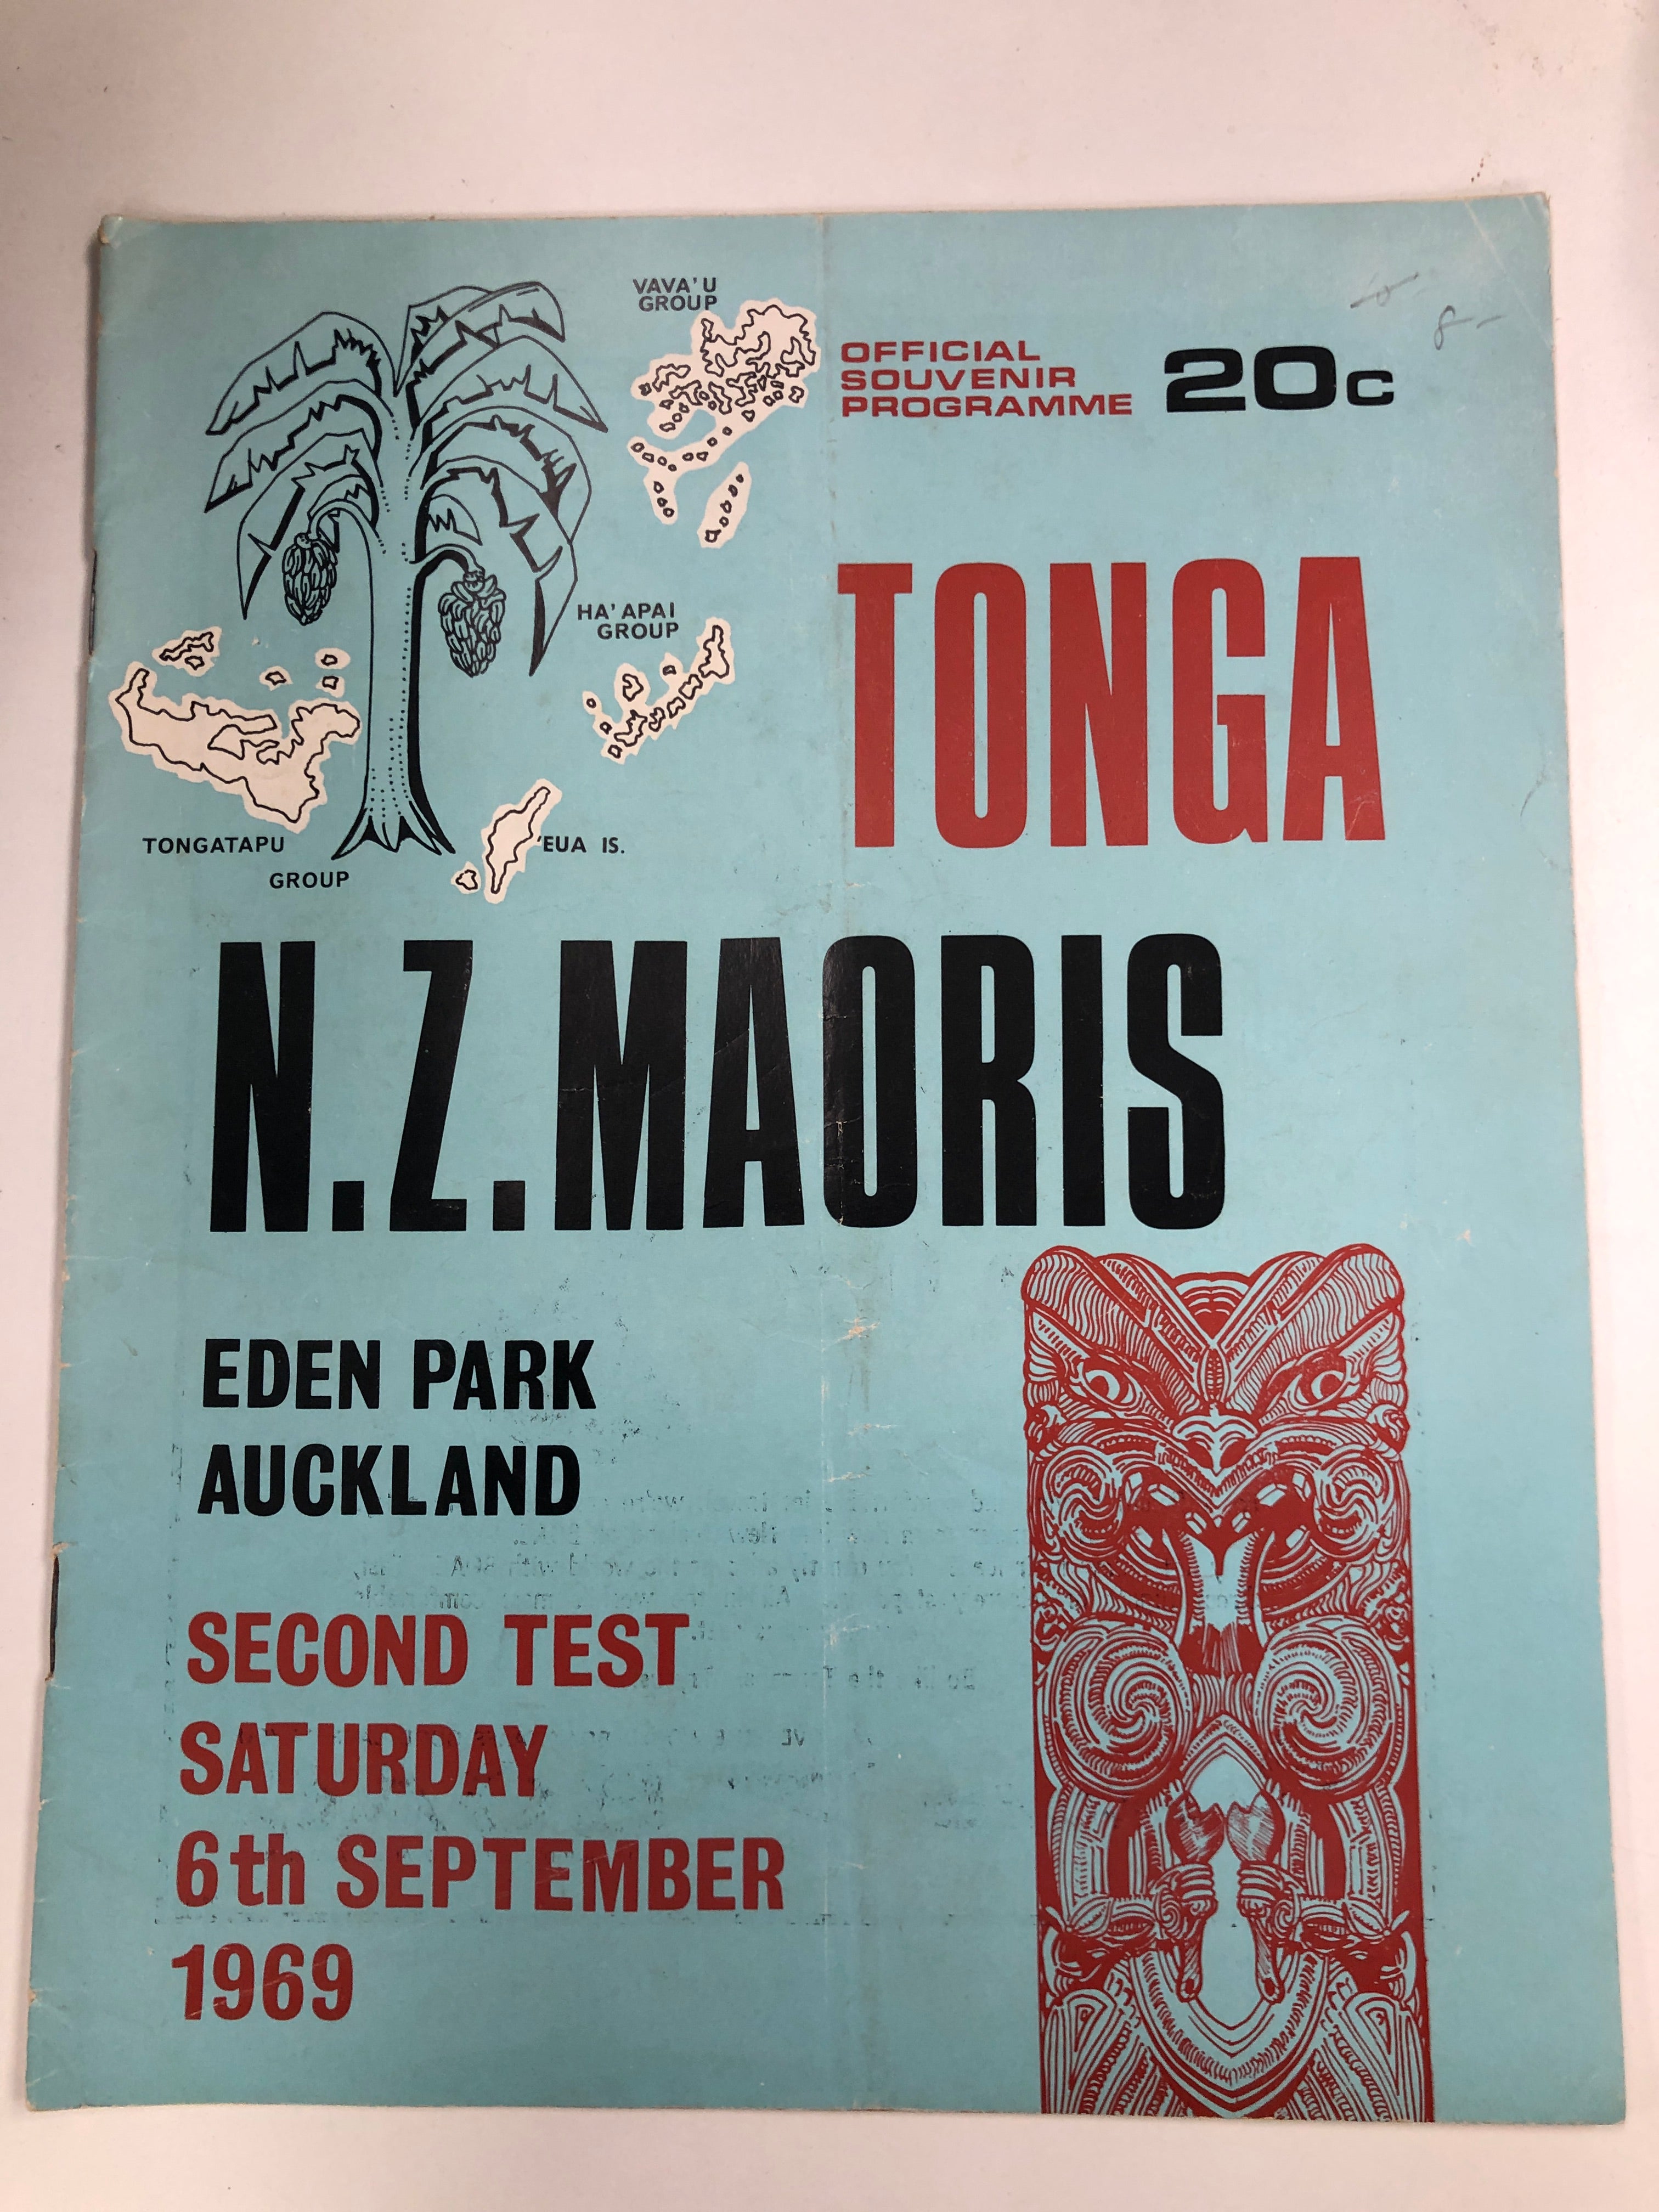 VAVA'U
GROUP
OFFICIAL
SOUVENIR
PROGRAMME
20c
8-
HA'APAI
GROUP
TONGA
TONGATAPU
GROUP
'EUA IS.
N.Z.MAORIS
EDEN PARK
AUCKLAND
SECOND TEST
SATURDAY
6th SEPTEMBER
1969